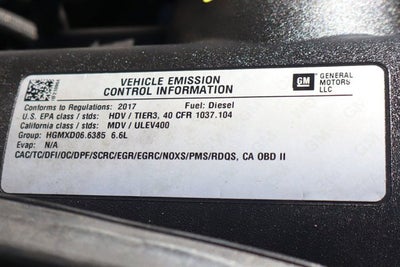 VEHICLE EMISSION
CONTROL INFORMATION
GM
GENERAL
MOTORS
LLC
Conforms to Regulations: 2017 Fuel: Diesel
U.S. EPA class / stds: HDV / TIER3, 40 CFR 1037.104
California class / stds: MDV / ULEV400
Group: HGMXD06.6385 6.6L
Evap: N/A
CAC/TC/DFI/OC/DPF/SCRC/EGR/EGRC/NOXS/PMS/RDQS, CA OBD II